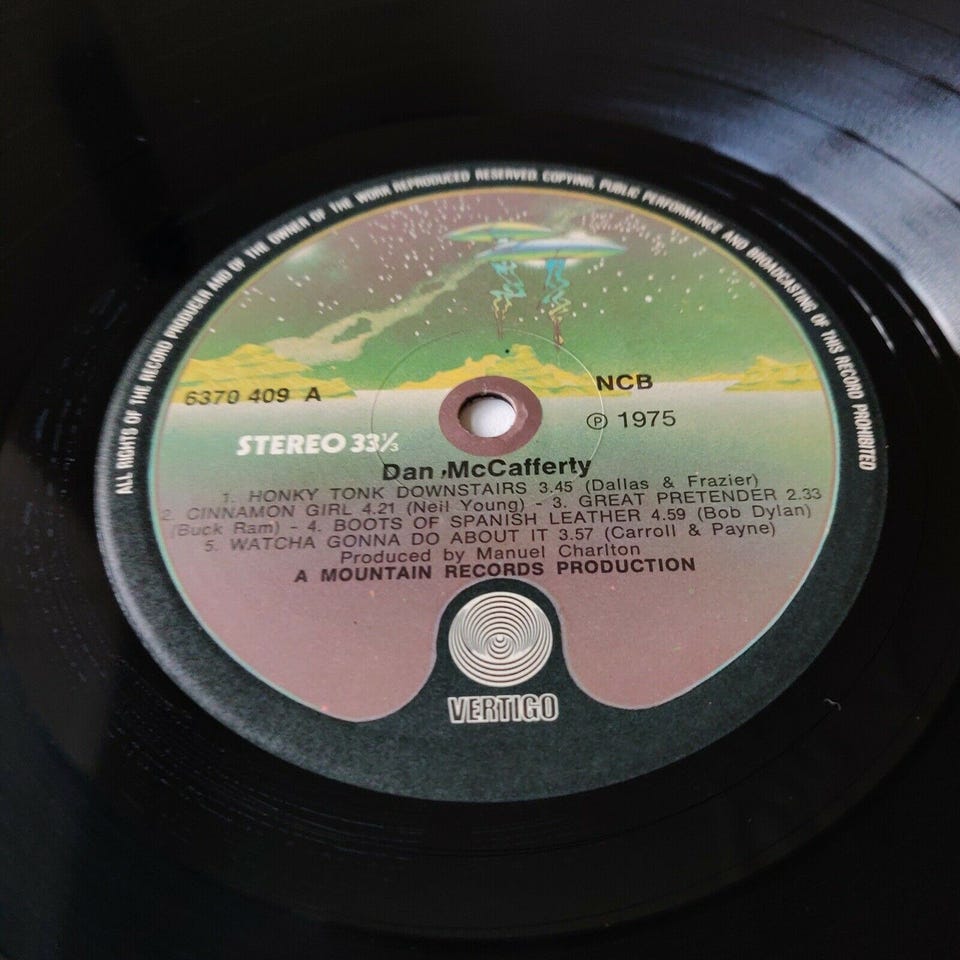 ALL RIGHTS OF THE RECORD PRODUCER AND OF THE OWNER OF THE WORK REPRODUCED RESERVED. COPYING, PUBLIC PERFORMANCE AND BROADCASTING OF THIS RECORD PROHIBITED
6370 409 A
NCB
STEREO 33⅓
℗ 1975
Dan McCafferty
1. HONKY TONK DOWNSTAIRS 3.45 (Dallas & Frazier)
2. CINNAMON GIRL 4.21 (Neil Young) - 3. GREAT PRETENDER 2.33
(Buck Ram) - 4. BOOTS OF SPANISH LEATHER 4.59 (Bob Dylan)
5. WATCHA GONNA DO ABOUT IT 3.57 (Carroll & Payne)
Produced by Manuel Charlton
A MOUNTAIN RECORDS PRODUCTION
VERTIGO